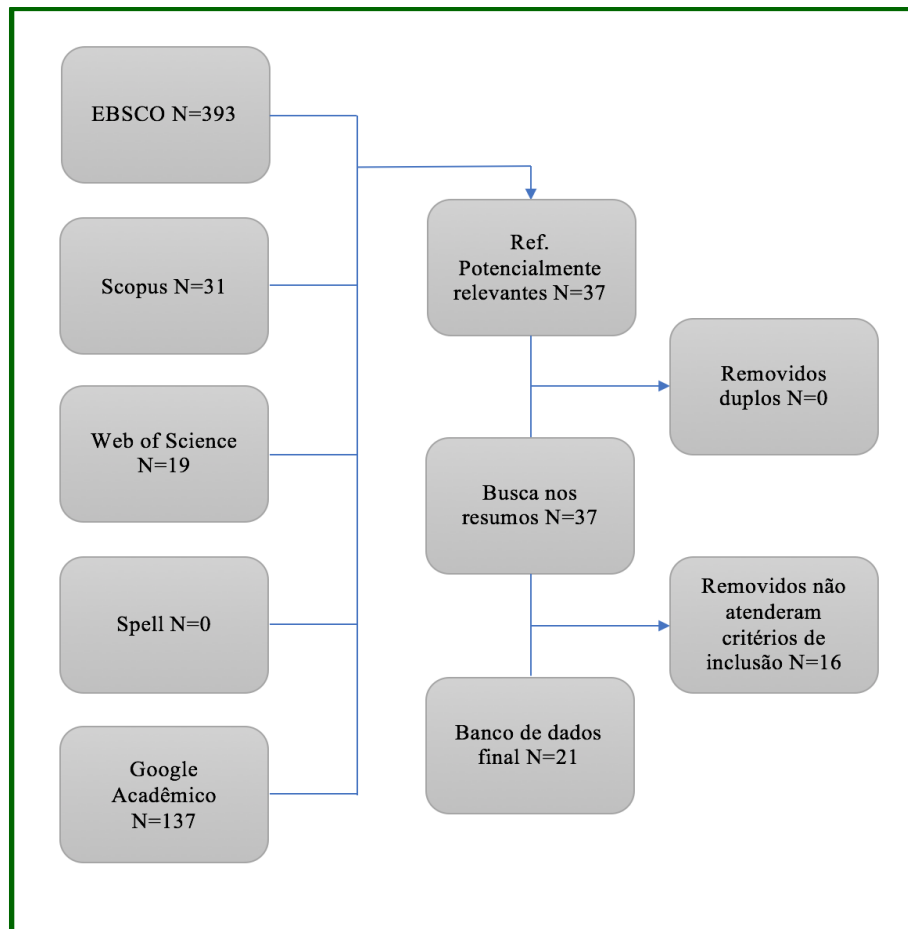 EBSCO N=393
Scopus N=31
Web of Science
N=19
Spell N=0
Google
Acadêmico
N=137
Ref.
Potencialmente
relevantes N=37
Removidos
duplos N=0
Busca nos
resumos N=37
Removidos não
atenderam
critérios de
inclusão N=16
Banco de dados
final N=21